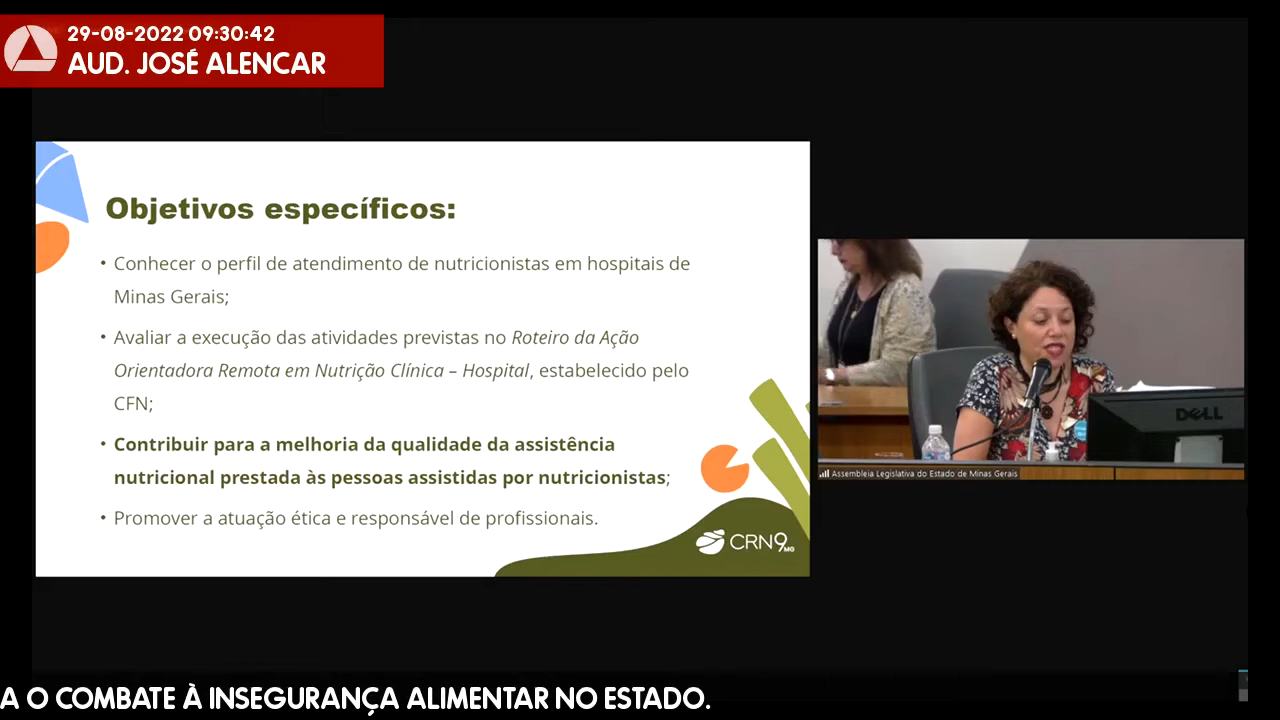 29-08-2022 09:30:42
AUD. JOSÉ ALENCAR
Objetivos específicos:
• Conhecer o perfil de atendimento de nutricionistas em hospitais de
Minas Gerais;
• Avaliar a execução das atividades previstas no Roteiro da Ação
Orientadora Remota em Nutrição Clínica – Hospital, estabelecido pelo
CFN;
• Contribuir para a melhoria da qualidade da assistência
nutricional prestada às pessoas assistidas por nutricionistas;
• Promover a atuação ética e responsável de profissionais.
CRN9 MG
DELL
Assembleia Legislativa do Estado de Minas Gerais
A O COMBATE À INSEGURANÇA ALIMENTAR NO ESTADO.